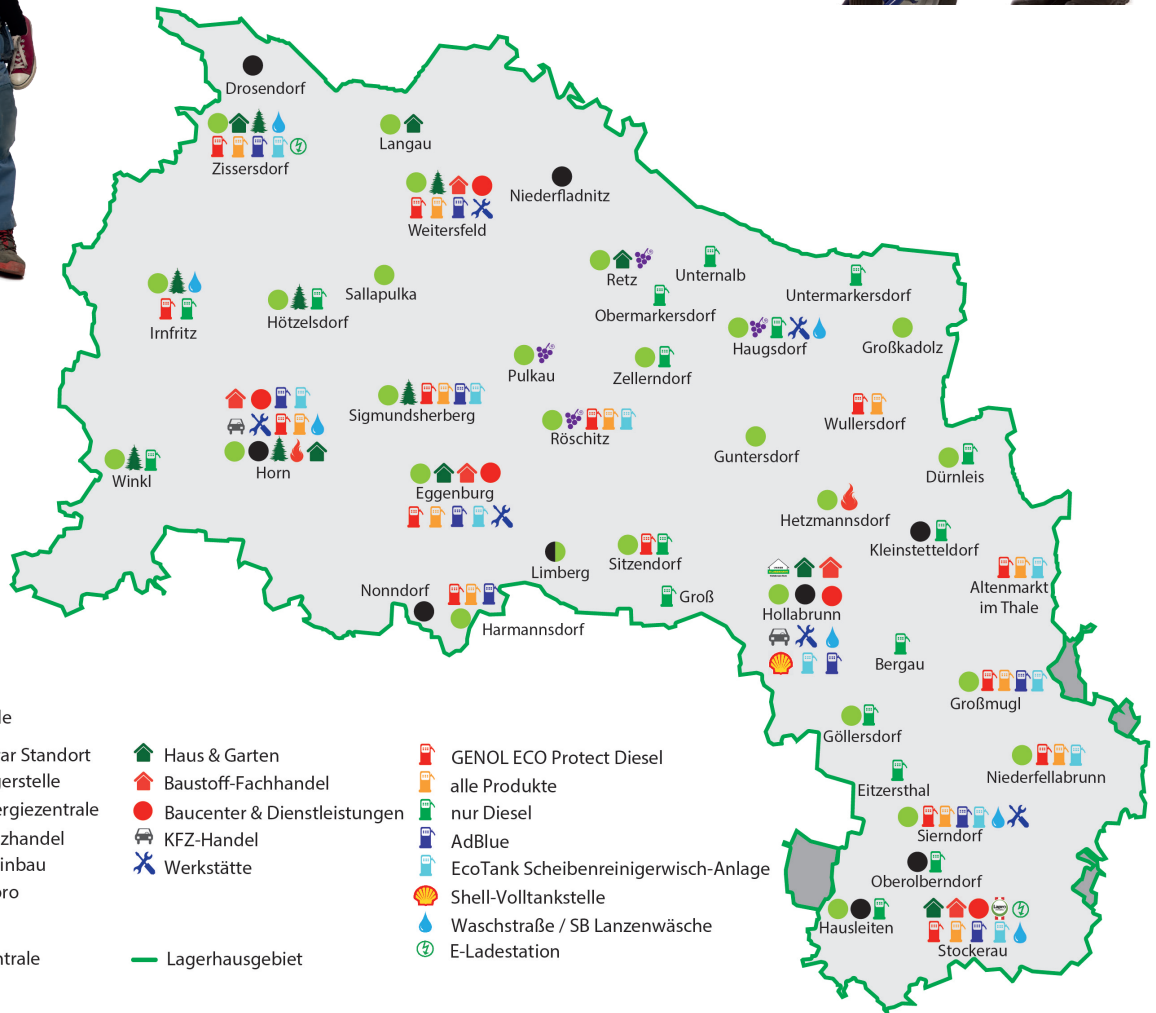 Drosendorf
Zissersdorf
Langau
Niederfladnitz
Weitersfeld
Retz
Unternalb
Sallapulka
Obermarkersdorf
Untermarkersdorf
Irnfritz
Hötzelsdorf
Haugsdorf
Großkadolz
Pulkau
Zellerndorf
Sigmundsherberg
Röschitz
Wullersdorf
Guntersdorf
Horn
Winkl
Dürnleis
Eggenburg
Hetzmannsdorf
Kleinstetteldorf
Limberg
Sitzendorf
Altenmarkt
im Thale
Nonndorf
Groß
Hollabrunn
Harmannsdorf
Bergau
Großmugl
Göllersdorf
Niederfellabrunn
Eitzersthal
Sierndorf
Oberolberndorf
Hausleiten
Stockerau
le
ar Standort
gerstelle
ergiezentrale
zhandel
inbau
oro
ntrale
Haus & Garten
Baustoff-Fachhandel
Baucenter & Dienstleistungen
KFZ-Handel
Werkstätte
Lagerhausgebiet
GENOL ECO Protect Diesel
alle Produkte
nur Diesel
AdBlue
EcoTank Scheibenreinigerwisch-Anlage
Shell-Volltankstelle
Waschstraße / SB Lanzenwäsche
E-Ladestation